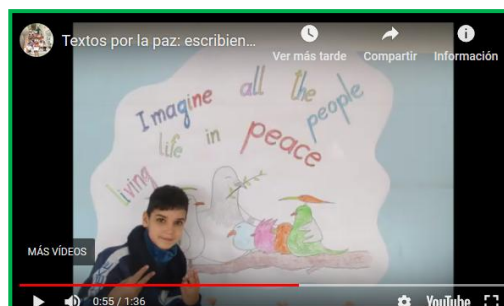 Textos por la paz: escribien...
Ver más tarde
Compartir
Información
Imagine all the people
living life in peace
MÁS VÍDEOS
0:55 / 1:36
YouTube